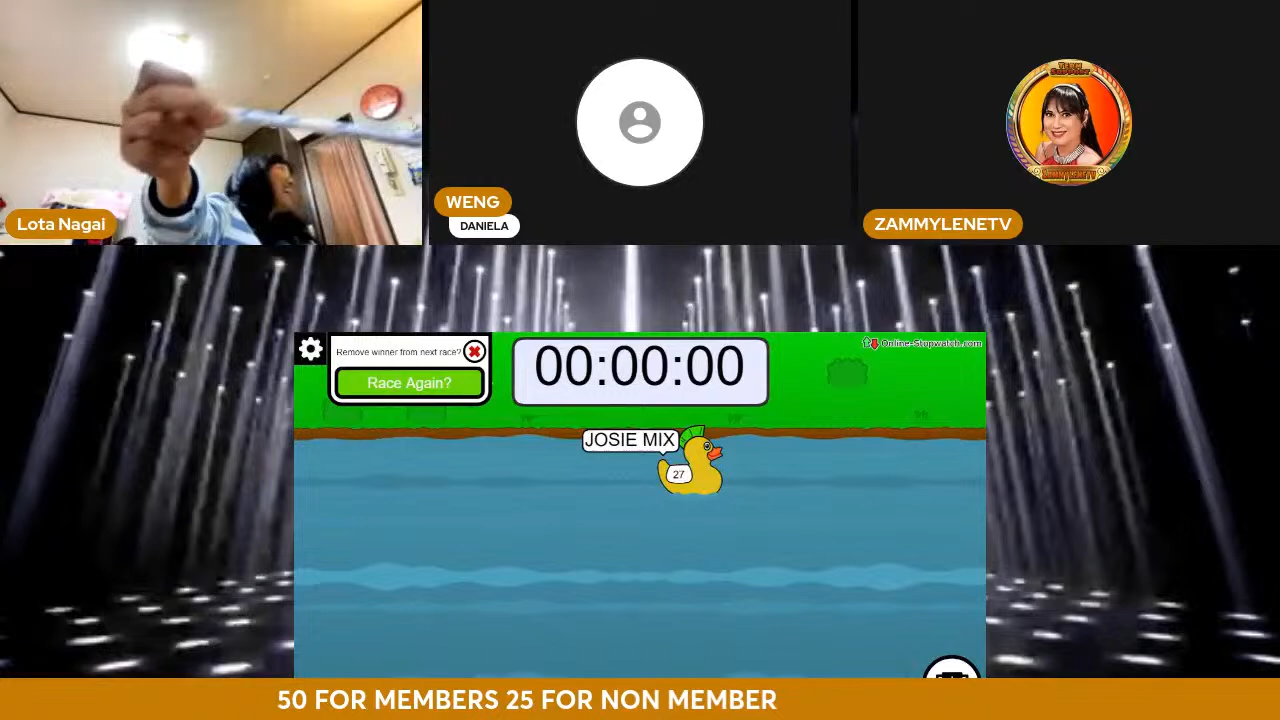 Lota Nagai
WENG
DANIELA
ZAMMYLENETV
Remove winner from next race?
Race Again?
00:00:00
Online-Stopwatch.com
JOSIE MIX
27
50 FOR MEMBERS 25 FOR NON MEMBER